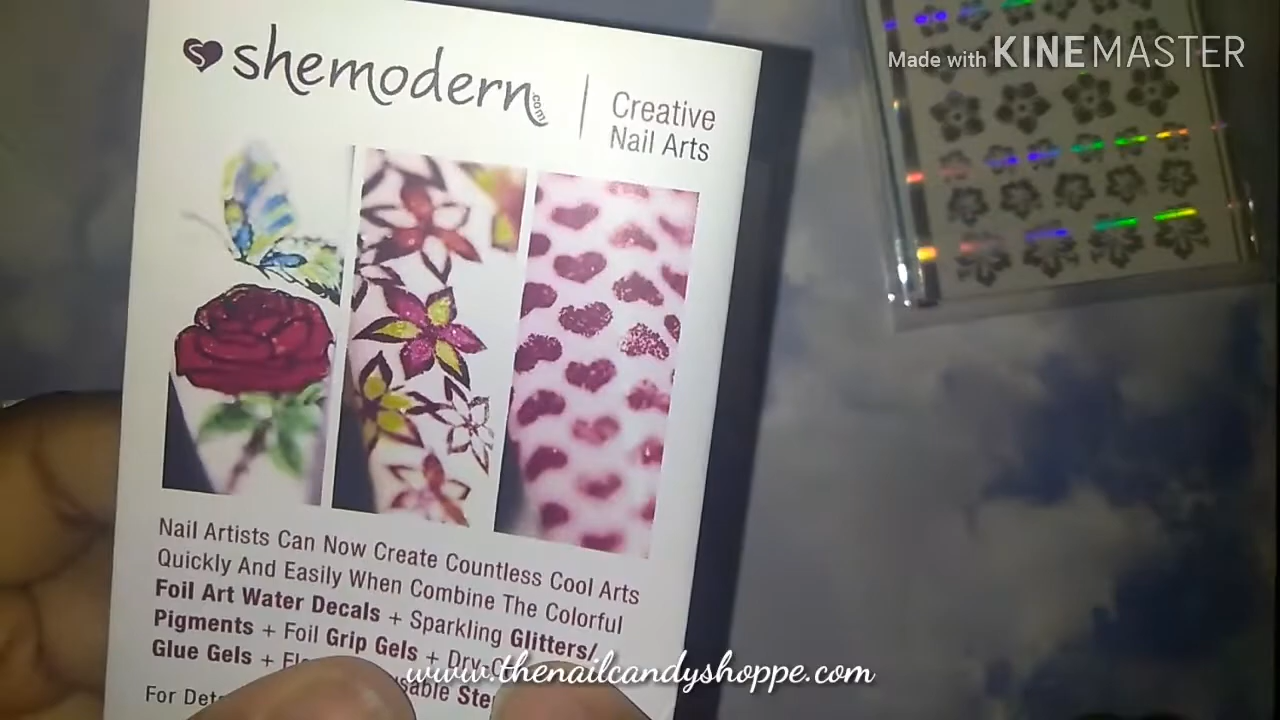 Made with KINEMASTER
shemodern.com
Creative
Nail Arts
Nail Artists Can Now Create Countless Cool Arts
Quickly And Easily When Combine The Colorful
Foil Art Water Decals + Sparkling Glitters/
Pigments + Foil Grip Gels +
Glue Gels +
For
www.thenailcandyshoppe.com